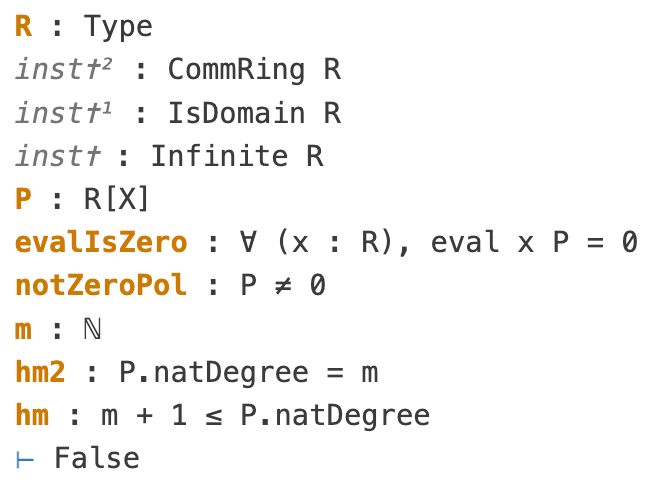 R : Type
inst✝² : CommRing R
inst✝¹ : IsDomain R
inst✝ : Infinite R
P : R[X]
evalIsZero : ∀ (x : R), eval x P = 0
notZeroPol : P ≠ 0
m : ℕ
hm2 : P.natDegree = m
hm : m + 1 ≤ P.natDegree
⊢ False